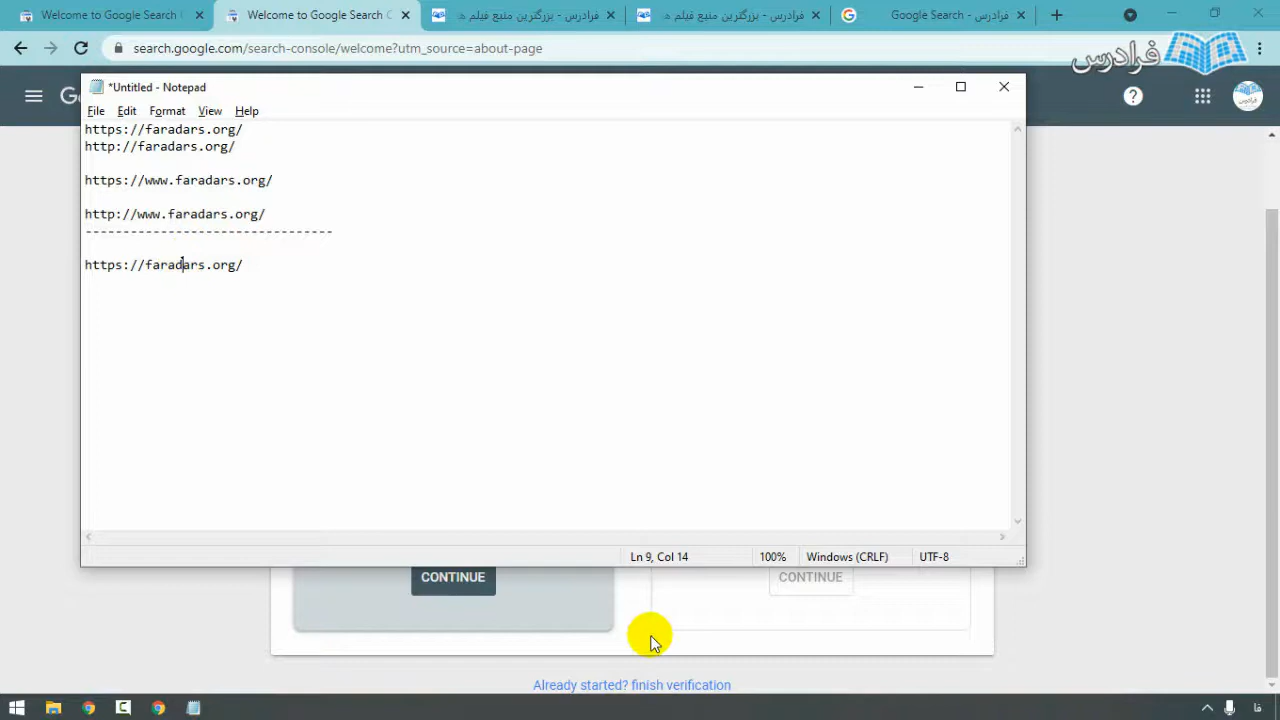 Welcome to Google Search
Welcome to Google Search C
فرادرس - بزرگترین منبع فیلم ه
فرادرس - بزرگترین منبع فیلم ه
فرادرس - Google Search
search.google.com/search-console/welcome?utm_source=about-page
فرادرس
*Untitled - Notepad
File Edit Format View Help
https://faradars.org/
http://faradars.org/
https://www.faradars.org/
http://www.faradars.org/
---------------------------------
https://faradars.org/
Ln 9, Col 14 100% Windows (CRLF) UTF-8
CONTINUE CONTINUE
Already started? finish verification
فا